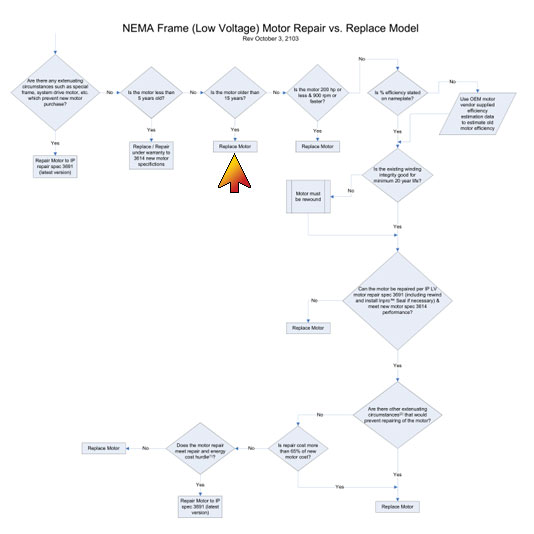 NEMA Frame (Low Voltage) Motor Repair vs. Replace Model
Rev October 3, 2103
Are there any extenuating
circumstances such as special
frame, system drive motor, etc.
which prevent new motor
purchase?
No
Is the motor less than
5 years old?
No
Is the motor older than
15 years?
No
Is the motor 200 hp or
less & 900 rpm or
faster?
No
Is % efficiency stated
on nameplate?
No
Use OEM motor
vendor supplied
efficiency
estimation data
to estimate old
motor efficiency
Yes
Repair Motor to IP
repair spec 3691
(latest version)
Yes
Replace / Repair
under warranty to
3614 new motor
specifictions
Yes
Replace Motor
Yes
Replace Motor
Yes
Is the existing winding
integrity good for
minimum 20 year life?
No
Motor must
be rewound
Yes
Can the motor be repaired per IP LV
motor repair spec 3691 (including rewind
and install Inpro™ Seal if necessary) &
meet new motor spec 3614
performance?
No
Replace Motor
Yes
Are there other extenuating
circumstances⁽²⁾ that would
prevent repairing of the motor?
No
Is repair cost more
than 65% of new
motor cost?
No
Does the motor repair
meet repair and energy
cost hurdle⁽¹⁾?
No
Replace Motor
Yes
Repair Motor to IP
spec 3691 (latest
version)
Yes
Yes
Replace Motor